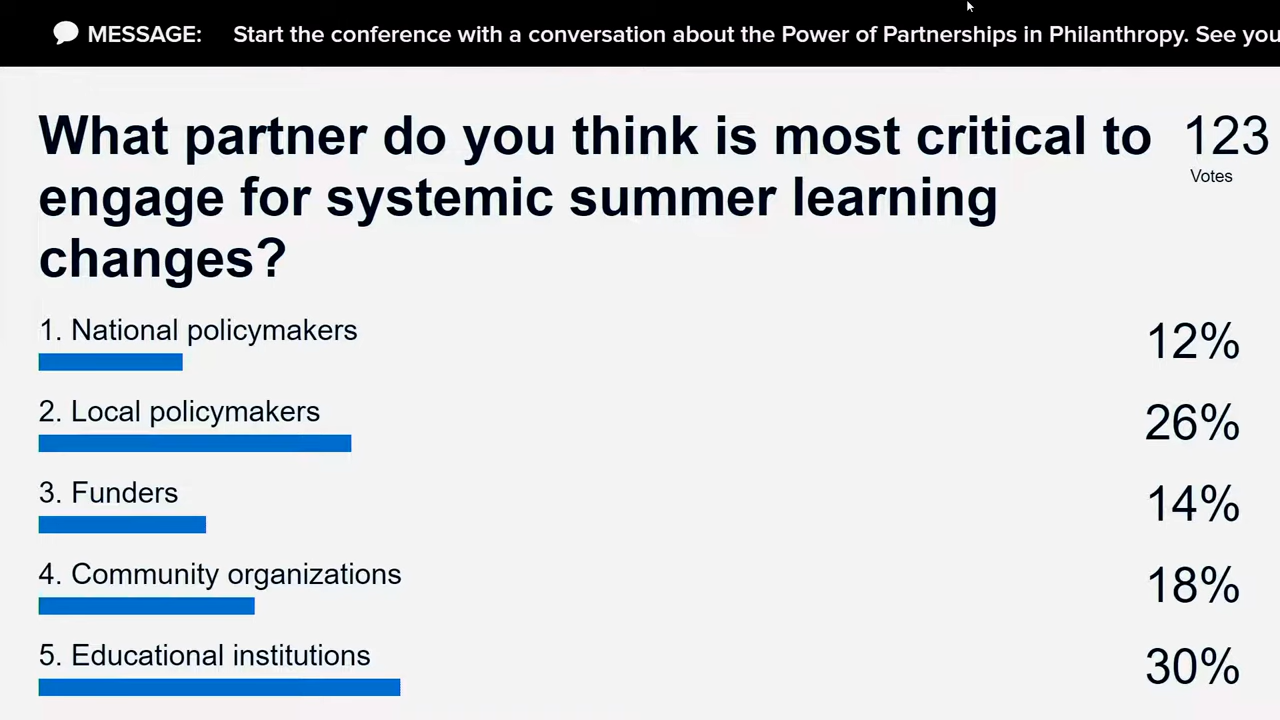 MESSAGE: Start the conference with a conversation about the Power of Partnerships in Philanthropy. See you
What partner do you think is most critical to 123
engage for systemic summer learning Votes
changes?
1. National policymakers 12%
2. Local policymakers 26%
3. Funders 14%
4. Community organizations 18%
5. Educational institutions 30%